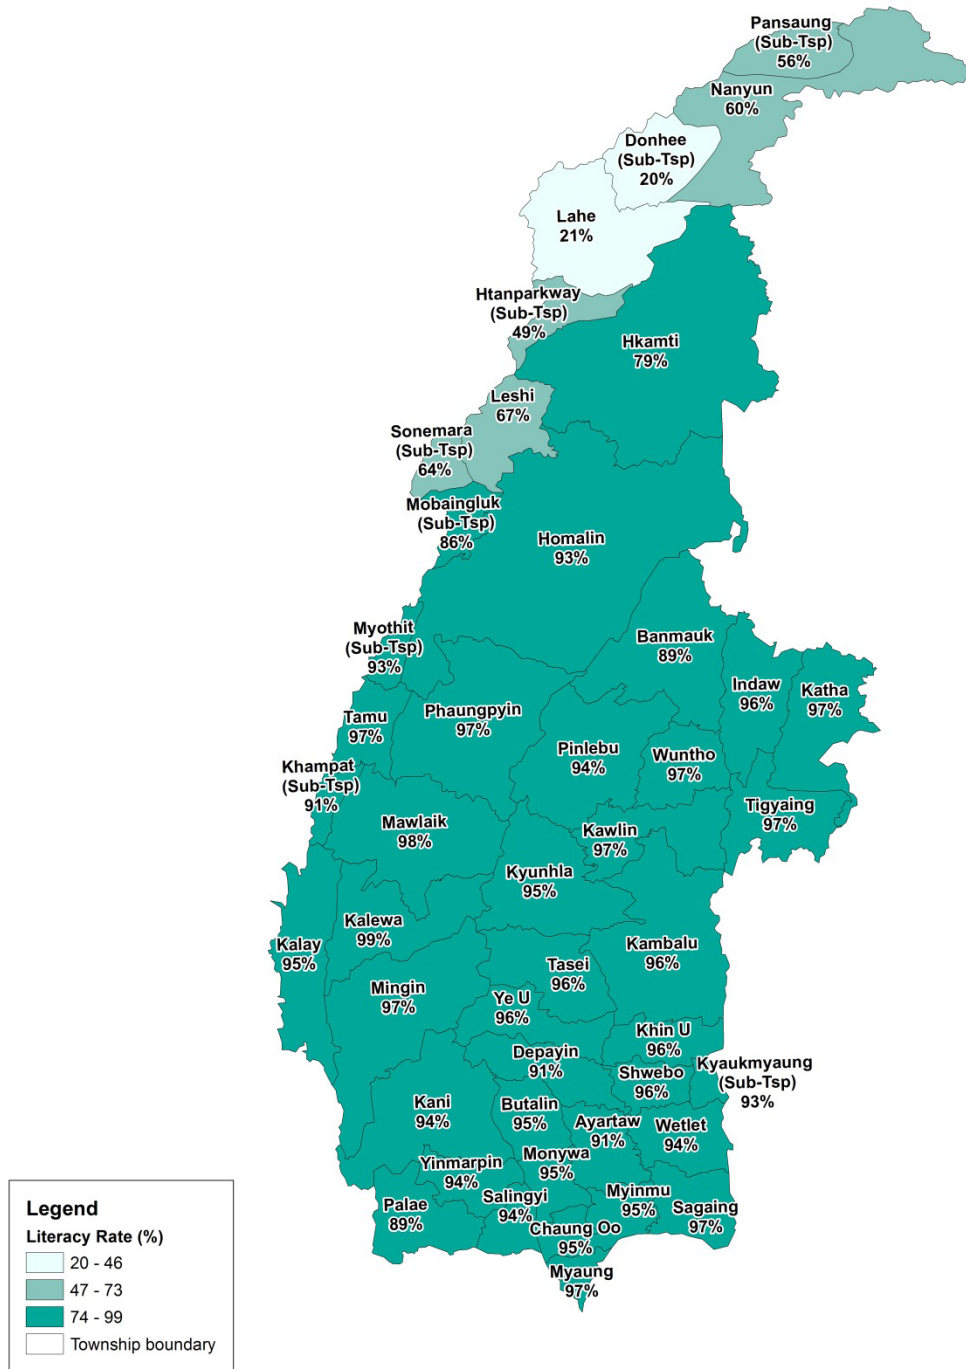 Pansaung
(Sub-Tsp)
56%
Nanyun
60%
Donhee
(Sub-Tsp)
20%
Lahe
21%
Htanparkway
(Sub-Tsp)
49%
Hkamti
79%
Leshi
67%
Sonemara
(Sub-Tsp)
64%
Mobaingluk
(Sub-Tsp)
86%
Homalin
93%
Myothit
(Sub-Tsp)
93%
Banmauk
89%
Indaw
96%
Katha
97%
Tamu
97%
Phaungpyin
97%
Pinlebu
94%
Wuntho
97%
Khampat
(Sub-Tsp)
91%
Mawlaik
98%
Kawlin
97%
Tigyaing
97%
Kyunhla
95%
Kalay
95%
Kalewa
99%
Kambalu
96%
Tasei
96%
Mingin
97%
Ye U
96%
Khin U
96%
Depayin
91%
Shwebo
96%
Kyaukmyaung
(Sub-Tsp)
93%
Kani
94%
Butalin
95%
Ayartaw
91%
Wetlet
94%
Monywa
95%
Yinmarpin
94%
Salingyi
94%
Myinmu
95%
Sagaing
97%
Palae
89%
Chaung Oo
95%
Myaung
97%
Legend
Literacy Rate (%)
20 - 46
47 - 73
74 - 99
Township boundary